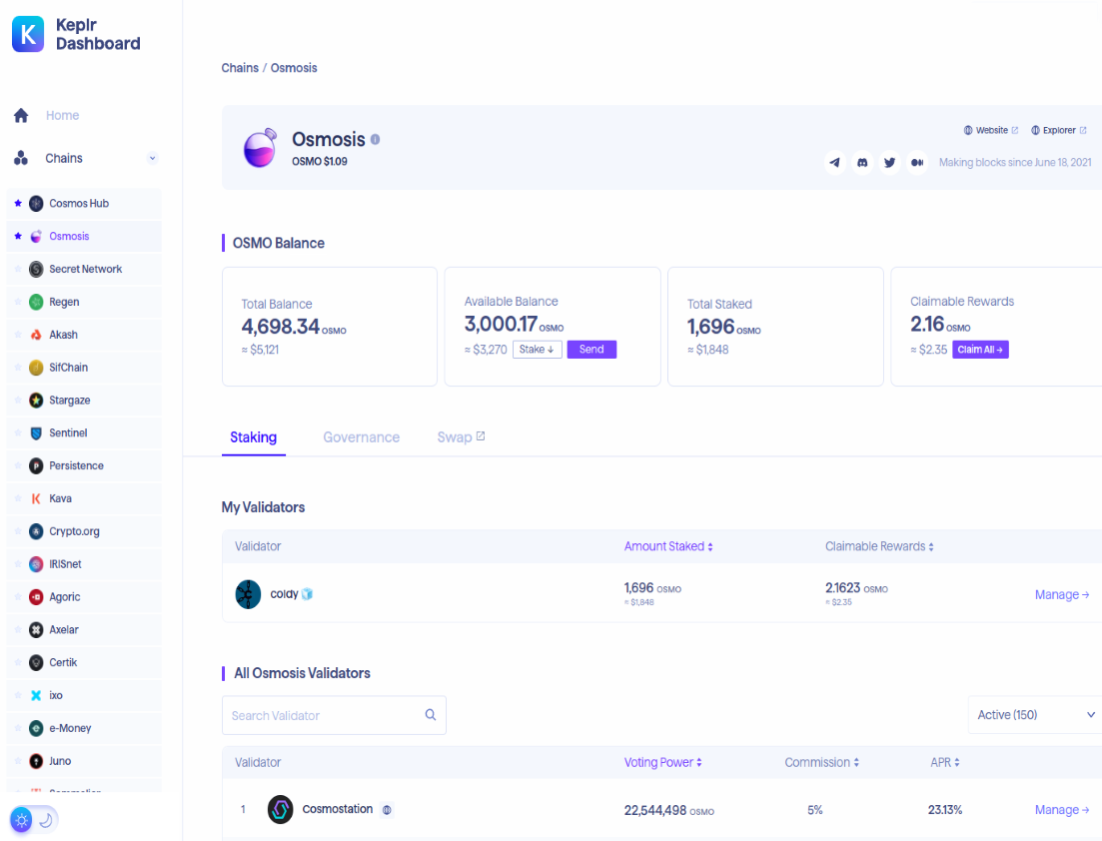 K
Keplr
Dashboard
Home
Chains
Cosmos Hub
Osmosis
Secret Network
Regen
Akash
SifChain
Stargaze
Sentinel
Persistence
Kava
Crypto.org
IRISnet
Agoric
Axelar
Certik
ixo
e-Money
Juno
Chains / Osmosis
Osmosis
OSMO $1.09
Website Explorer
Making blocks since June 18, 2021
OSMO Balance
Total Balance
4,698.34 OSMO
≈ $5,121
Available Balance
3,000.17 OSMO
≈ $3,270 Stake ↓ Send
Total Staked
1,696 OSMO
≈ $1,848
Claimable Rewards
2.16 OSMO
≈ $2.35 Claim All →
Staking Governance Swap
My Validators
Validator Amount Staked Claimable Rewards
coldy 1,696 OSMO 2.1623 OSMO Manage →
≈ $1,848 ≈ $2.35
All Osmosis Validators
Search Validator Active (150)
Validator Voting Power Commission APR
1 Cosmostation 22,544,498 OSMO 5% 23.13% Manage →